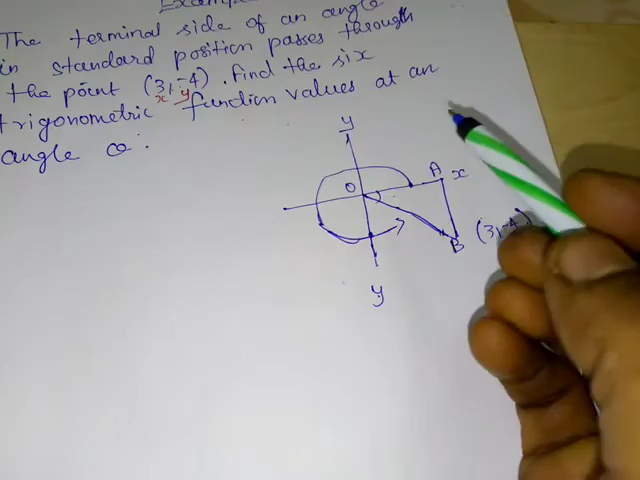 The terminal side of an angle
in standard position passes through
the point (3,-4). Find the six
x y
trigonometric function values at an
angle
y
O
A
x
B
(3,-4)
y